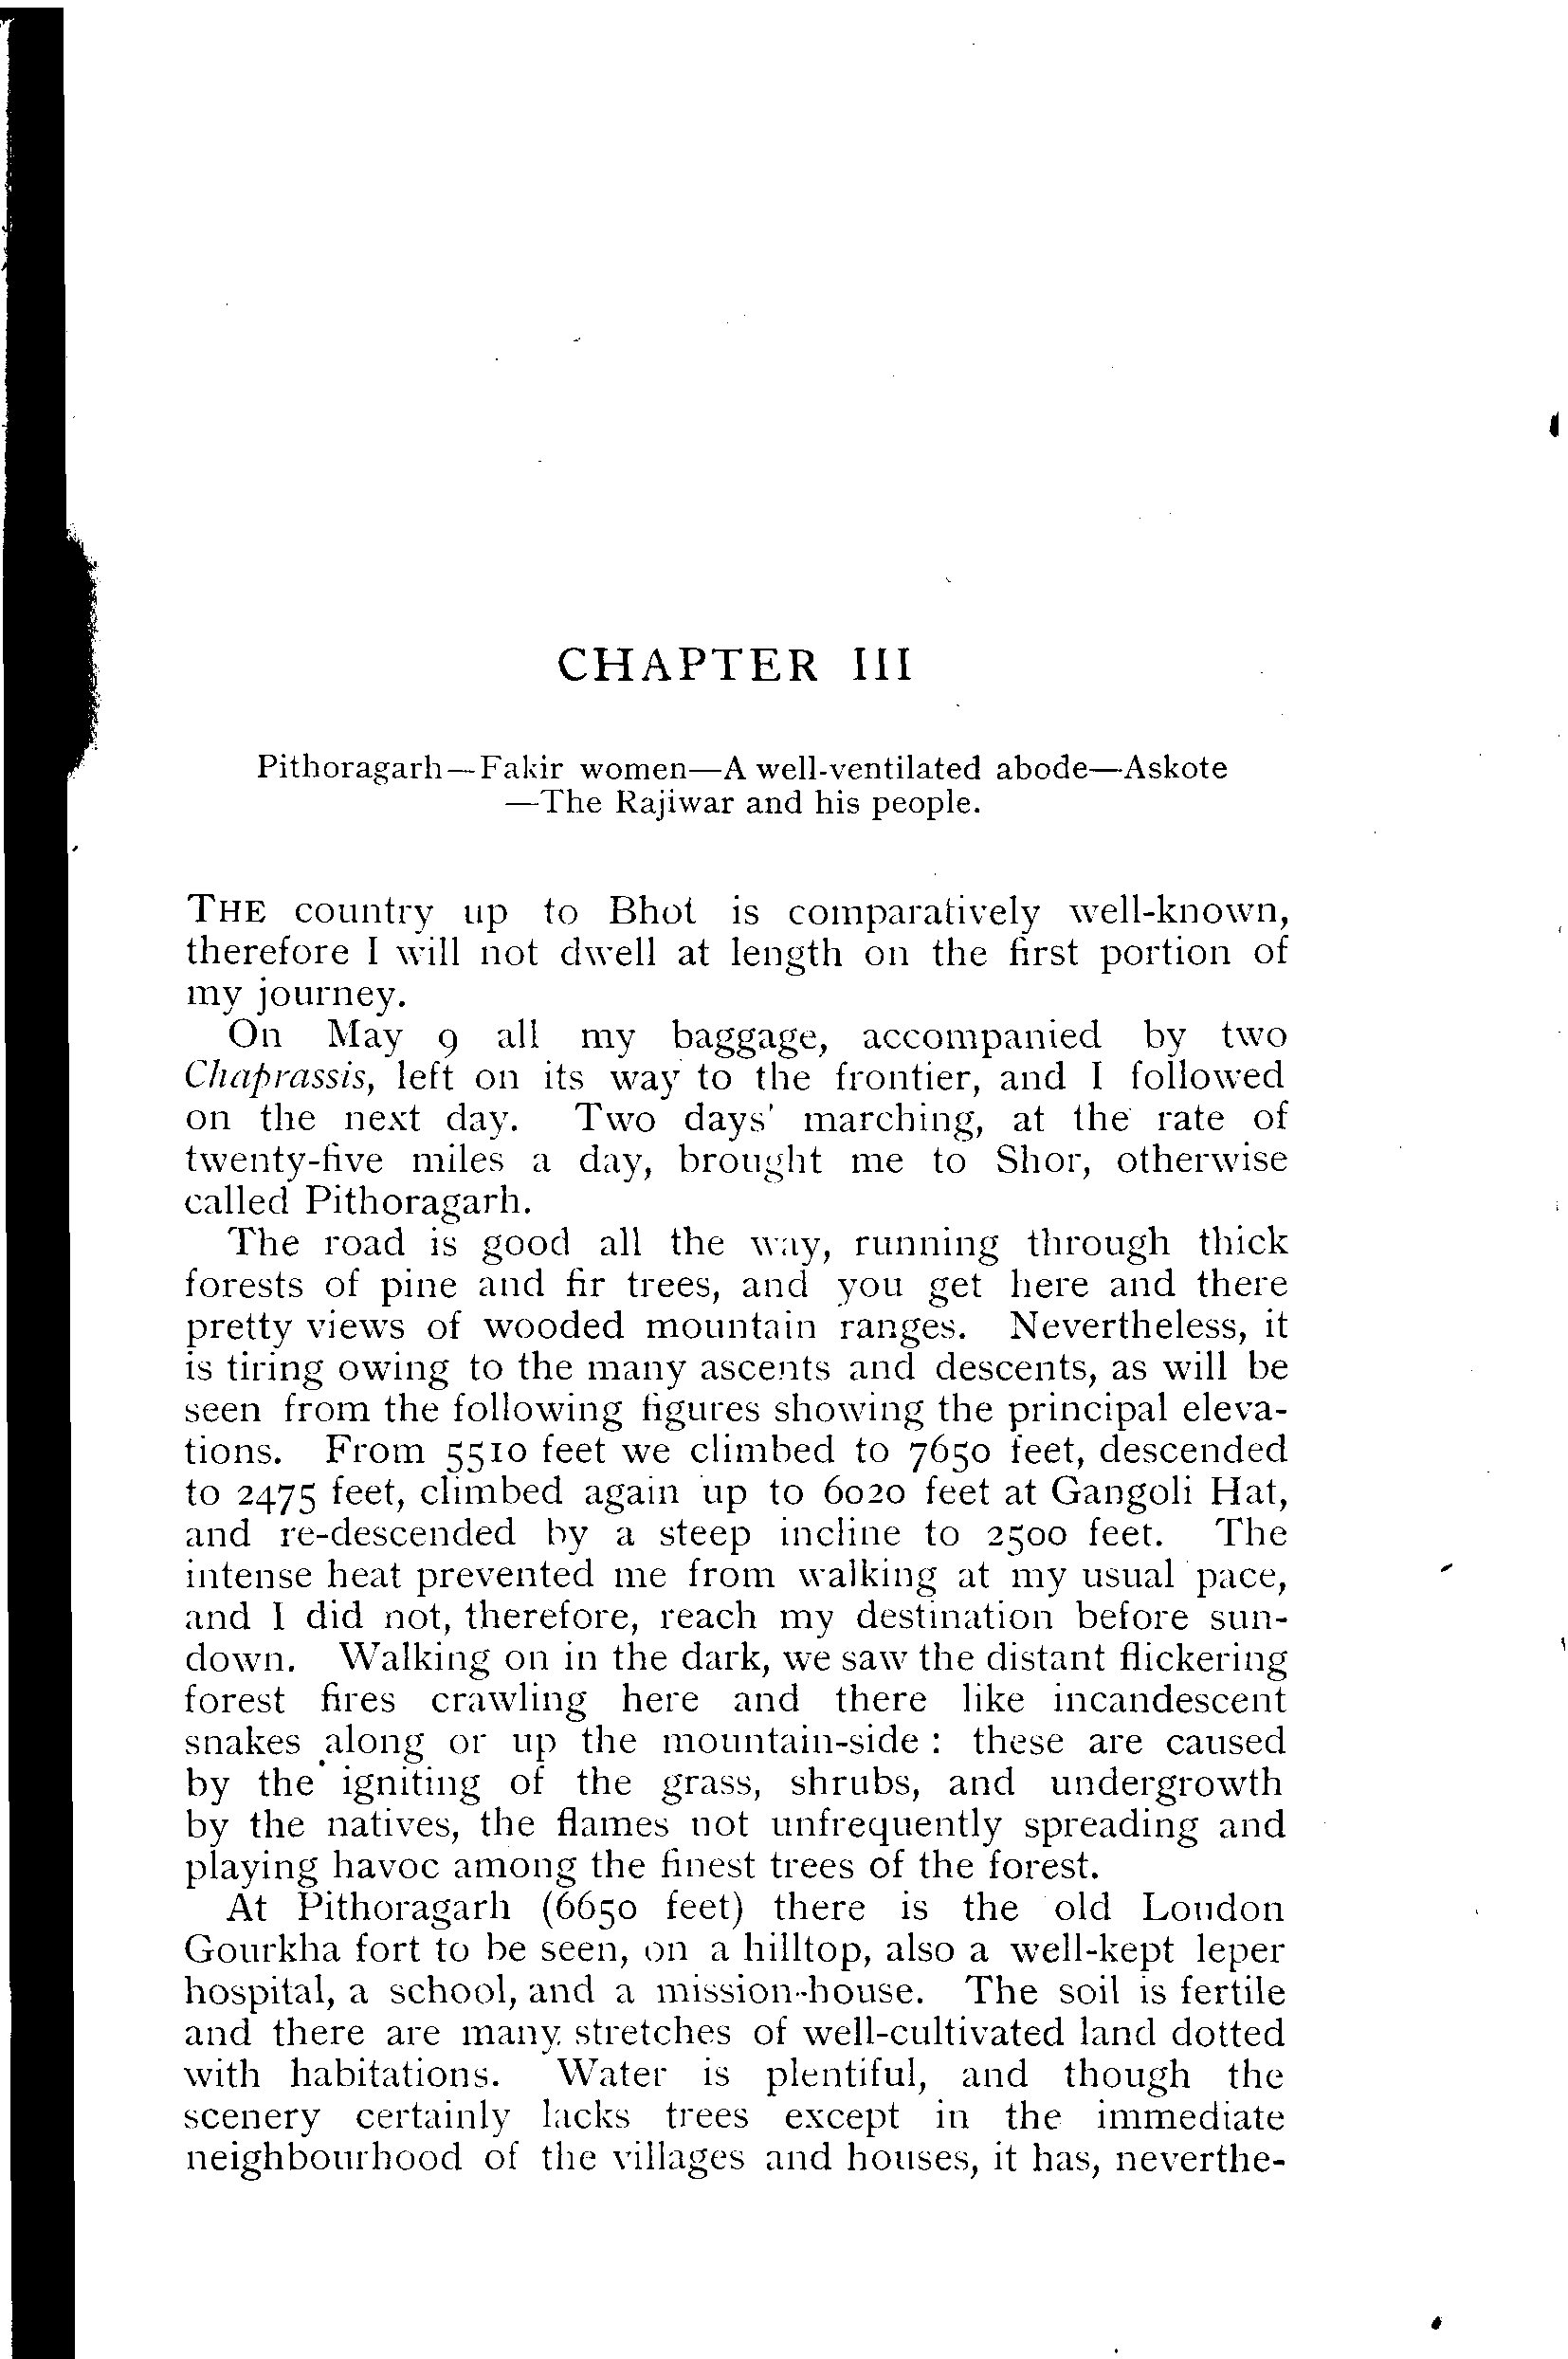 CHAPTER III
Pithoragarh—Fakir women—A well-ventilated abode—Askote
—The Rajiwar and his people.
THE country up to Bhot is comparatively well-known,
therefore I will not dwell at length on the first portion of
my journey.
On May 9 all my baggage, accompanied by two
Chaprassis, left on its way to the frontier, and I followed
on the next day. Two days' marching, at the rate of
twenty-five miles a day, brought me to Shor, otherwise
called Pithoragarh.
The road is good all the way, running through thick
forests of pine and fir trees, and you get here and there
pretty views of wooded mountain ranges. Nevertheless, it
is tiring owing to the many ascents and descents, as will be
seen from the following figures showing the principal eleva-
tions. From 5510 feet we climbed to 7650 feet, descended
to 2475 feet, climbed again up to 6020 feet at Gangoli Hat,
and re-descended by a steep incline to 2500 feet. The
intense heat prevented me from walking at my usual pace,
and I did not, therefore, reach my destination before sun-
down. Walking on in the dark, we saw the distant flickering
forest fires crawling here and there like incandescent
snakes along or up the mountain-side : these are caused
by the igniting of the grass, shrubs, and undergrowth
by the natives, the flames not unfrequently spreading and
playing havoc among the finest trees of the forest.
At Pithoragarh (6650 feet) there is the old London
Gourkha fort to be seen, on a hilltop, also a well-kept leper
hospital, a school, and a mission-house. The soil is fertile
and there are many stretches of well-cultivated land dotted
with habitations. Water is plentiful, and though the
scenery certainly lacks trees except in the immediate
neighbourhood of the villages and houses, it has, neverthe-